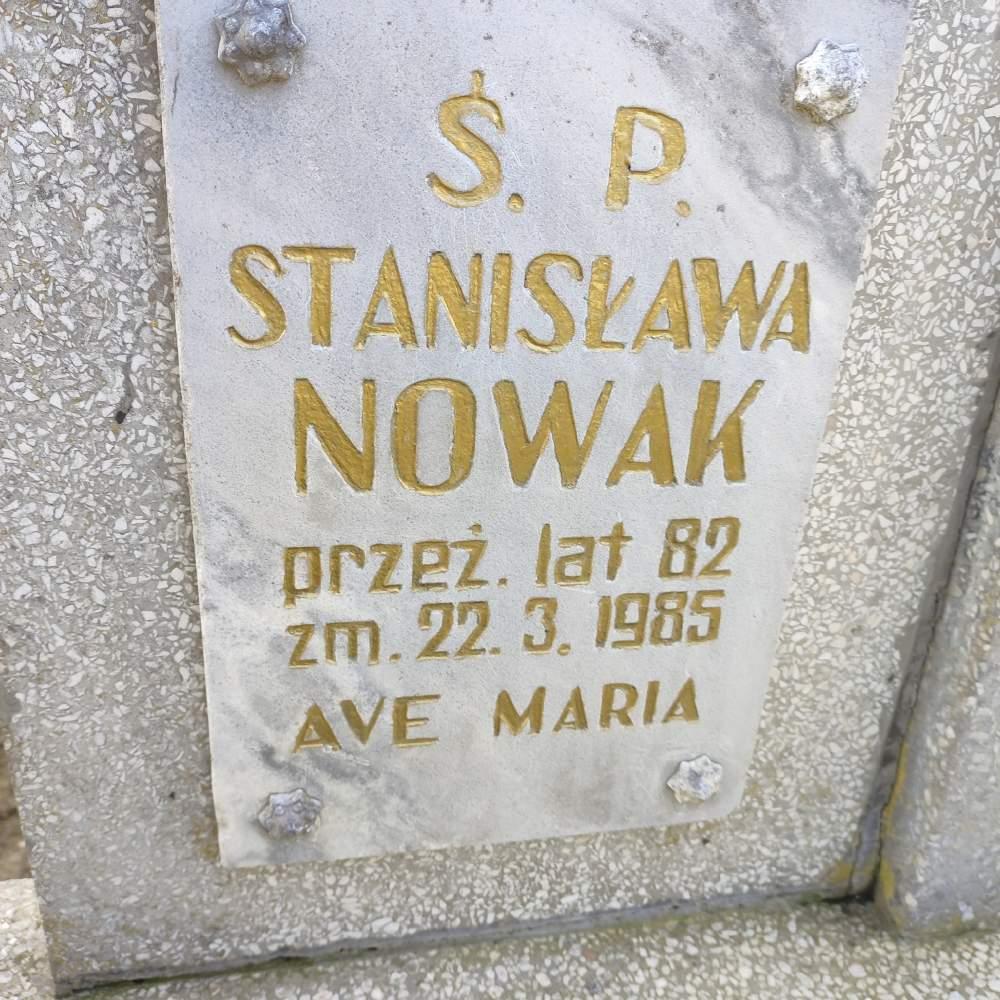 Ś. P.
STANISŁAWA
NOWAK
przeż. lat 82
zm. 22. 3. 1985
AVE MARIA